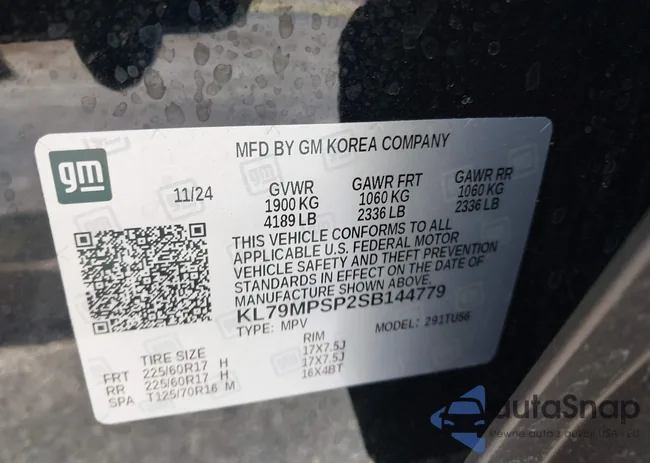 gm
MFD BY GM KOREA COMPANY
11/24
GVWR
1900 KG
4189 LB
GAWR FRT
1060 KG
2336 LB
GAWR RR
1060 KG
2336 LB
THIS VEHICLE CONFORMS TO ALL
APPLICABLE U.S. FEDERAL MOTOR
VEHICLE SAFETY AND THEFT PREVENTION
STANDARDS IN EFFECT ON THE DATE OF
MANUFACTURE SHOWN ABOVE.
KL79MPSP2SB144779
TYPE: MPV
MODEL: 291TU56
TIRE SIZE
RIM
FRT 225/60R17 H 17X7.5J
RR 225/60R17 H 17X7.5J
SPA T125/70R16 M 16X4BT
autoSnap